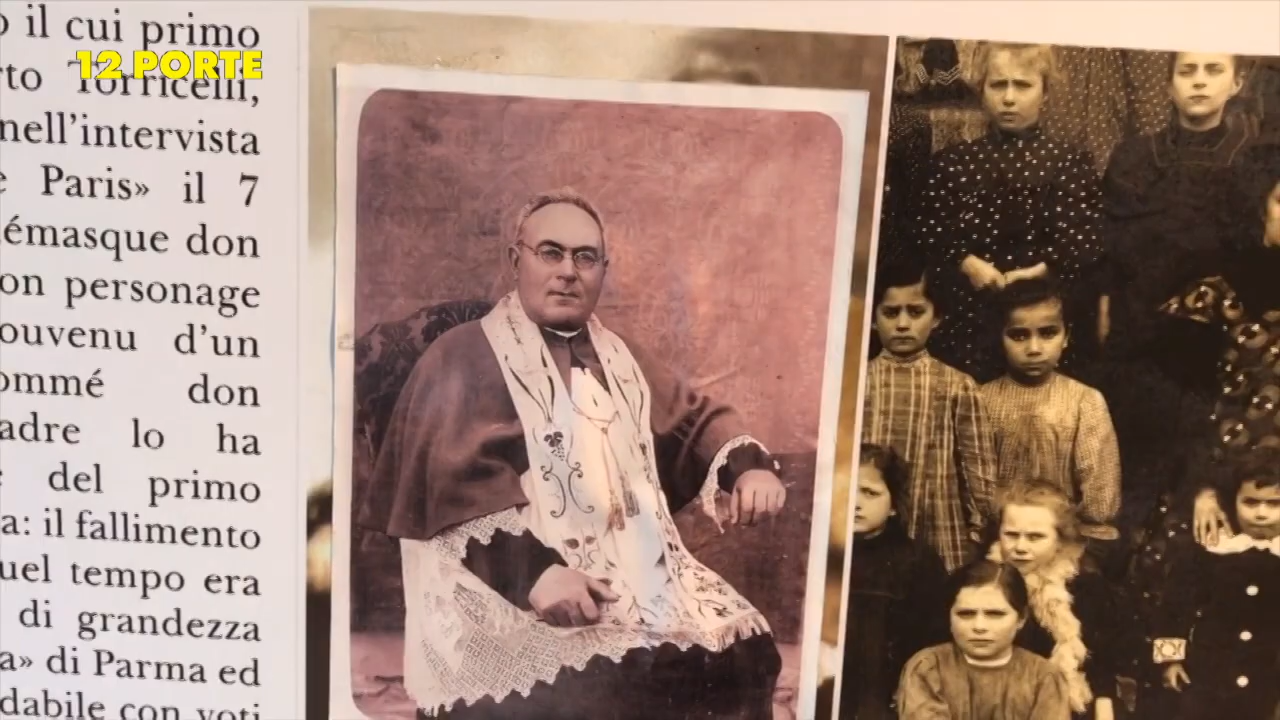 il cui primo
12 PORTE
Torricelli,
nell'intervista
Paris» il 7
émasque don
on personage
ouvenu d'un
ommé don
adre lo ha
del primo
a: il fallimento
uel tempo era
di grandezza
a» di Parma ed
dabile con voti